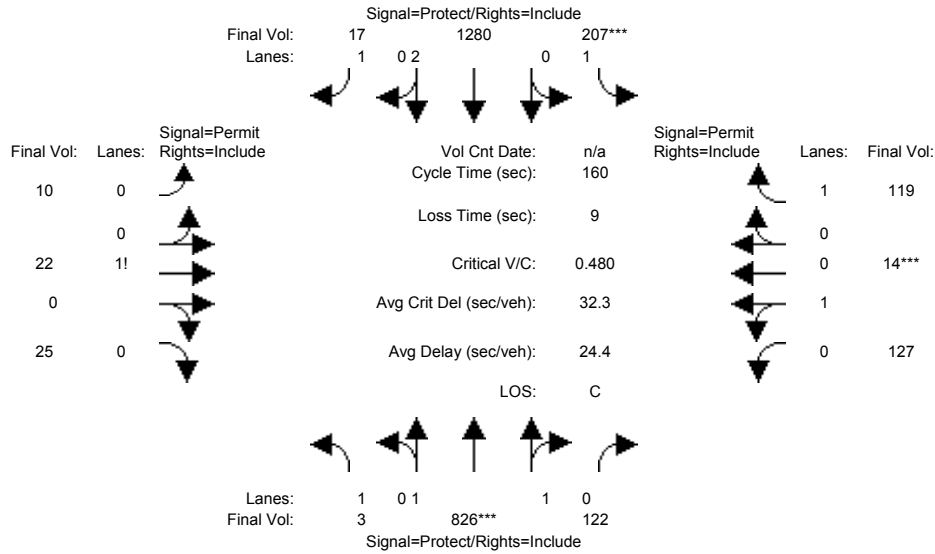 Signal=Protect/Rights=Include
Final Vol: 17 1280 207***
Lanes: 1 0 2 0 1
Signal=Permit Signal=Permit
Final Vol: Lanes: Rights=Include Vol Cnt Date: n/a Rights=Include Lanes: Final Vol:
Cycle Time (sec): 160
10 0 1 119
Loss Time (sec): 9
0 0
22 1! Critical V/C: 0.480 0 14***
0 Avg Crit Del (sec/veh): 32.3 1
25 0 Avg Delay (sec/veh): 24.4 0 127
LOS: C
Lanes: 1 0 1 1 0
Final Vol: 3 826*** 122
Signal=Protect/Rights=Include